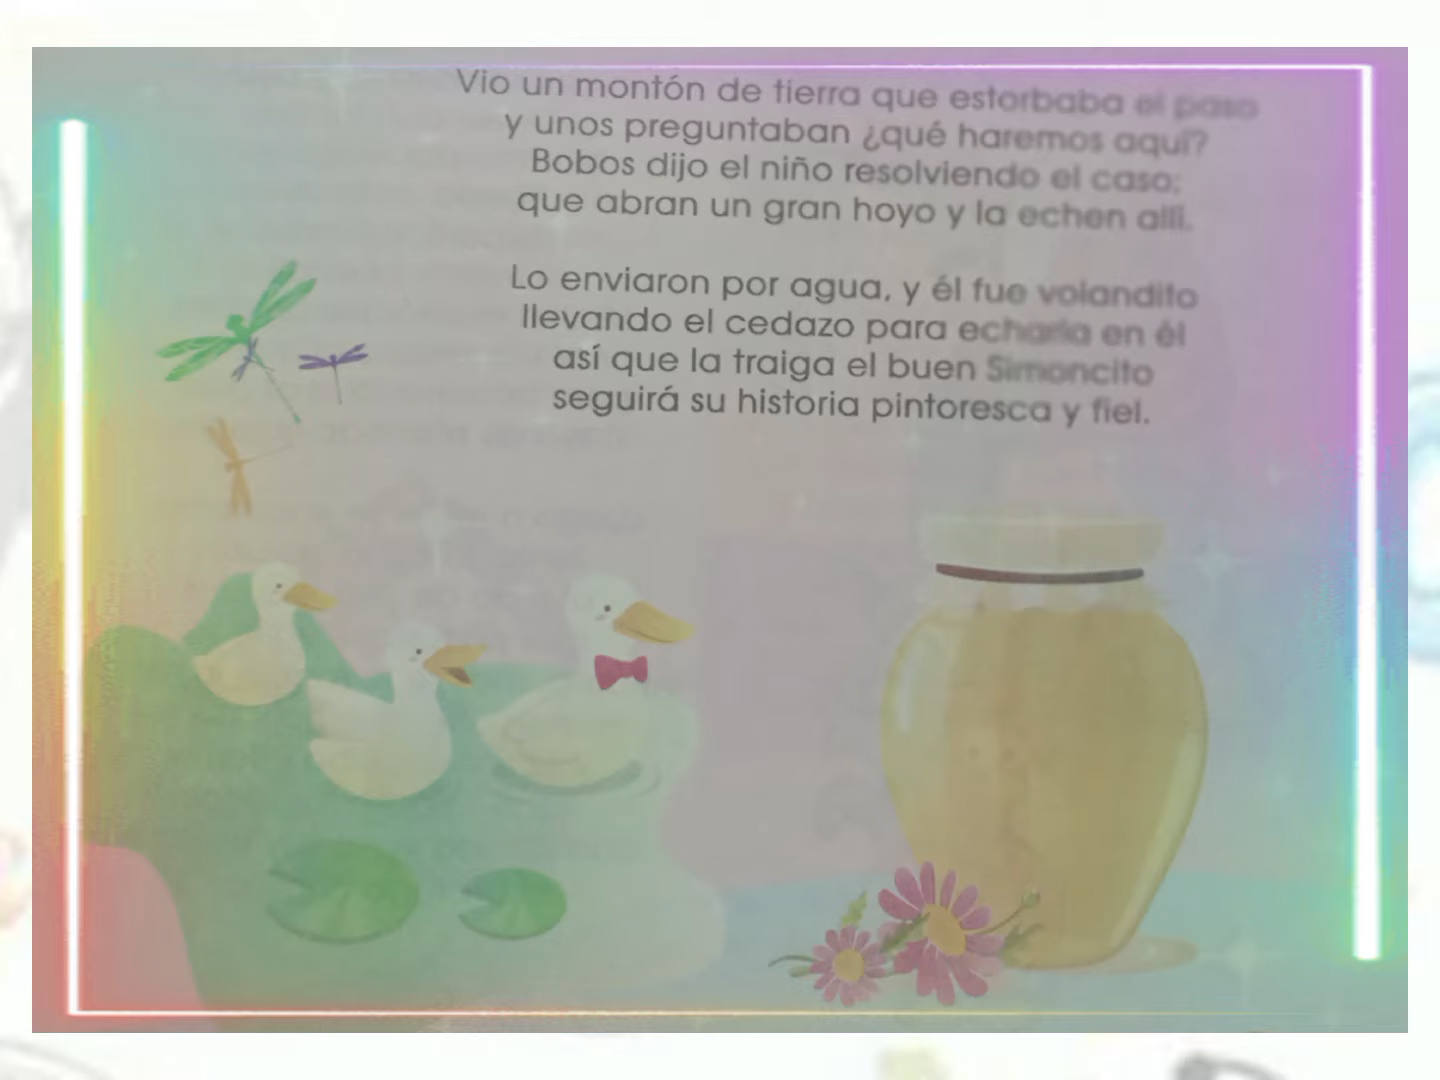 Vio un montón de tierra que estorbaba el paso
y unos preguntaban ¿qué haremos aquí?
Bobos dijo el niño resolviendo el caso;
que abran un gran hoyo y la echen allí.
Lo enviaron por agua, y él fue volandito
llevando el cedazo para echarla en él
así que la traiga el buen Simoncito
seguirá su historia pintoresca y fiel.